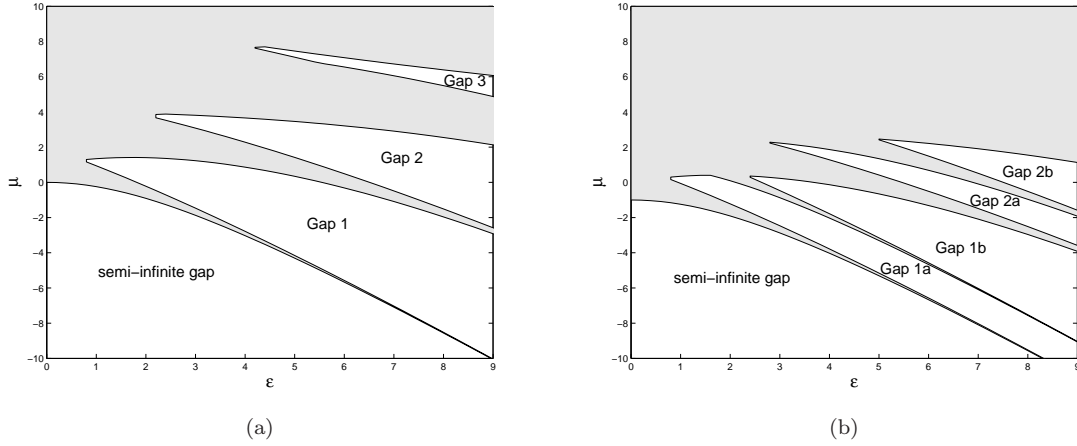 10
8
6
4
2
0
−2
−4
−6
−8
−10
μ
Gap 3
Gap 2
Gap 1
semi−infinite gap
0 1 2 3 4 5 6 7 8 9
ε
(a)
10
8
6
4
2
0
−2
−4
−6
−8
−10
μ
Gap 2b
Gap 2a
Gap 1b
Gap 1a
semi−infinite gap
0 1 2 3 4 5 6 7 8 9
ε
(b)